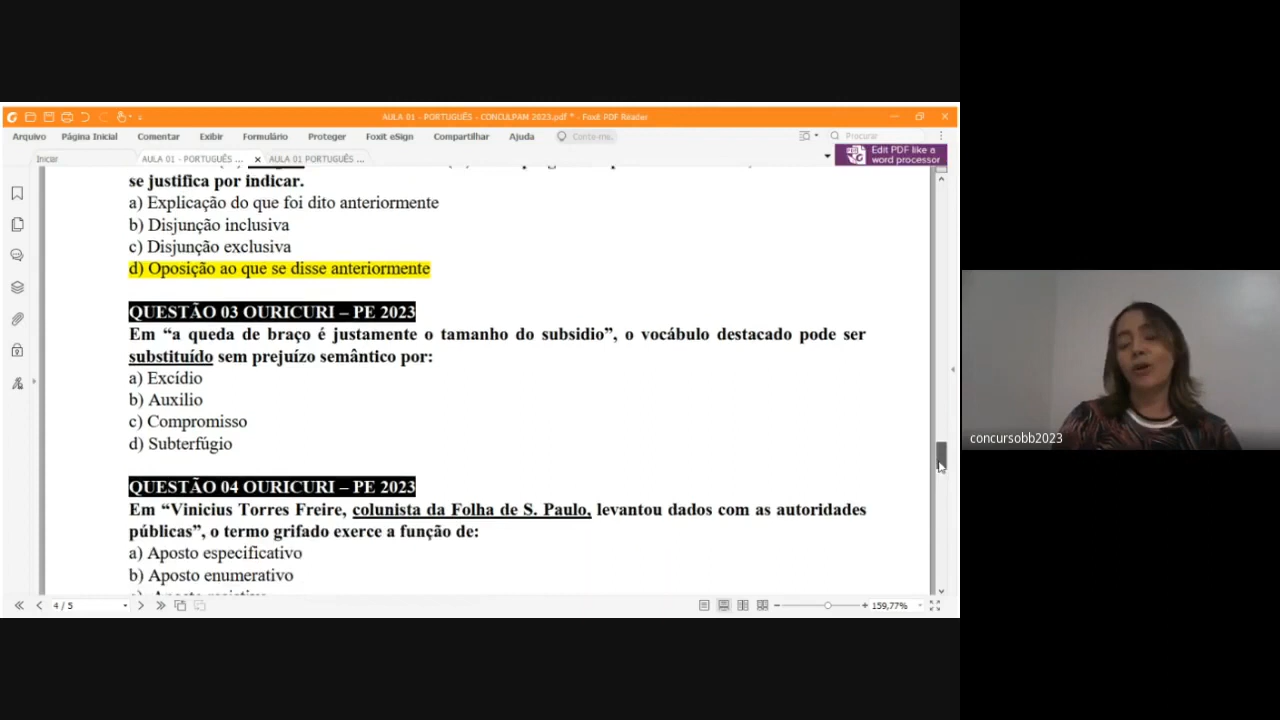 AULA 01 - PORTUGUÊS - CONCULPAM 2023.pdf * - Foxit PDF Reader
Arquivo Página Inicial Comentar Exibir Formulário Proteger Foxit eSign Compartilhar Ajuda Conte-me. Procurar
Iniciar AULA 01 - PORTUGUÊS ... AULA 01 PORTUGUÊS ... Edit PDF like a
word processor
se justifica por indicar.
a) Explicação do que foi dito anteriormente
b) Disjunção inclusiva
c) Disjunção exclusiva
d) Oposição ao que se disse anteriormente
QUESTÃO 03 OURICURI – PE 2023
Em “a queda de braço é justamente o tamanho do subsidio”, o vocábulo destacado pode ser
substituído sem prejuízo semântico por:
a) Excídio
b) Auxilio
c) Compromisso
d) Subterfúgio
concursobb2023
QUESTÃO 04 OURICURI – PE 2023
Em “Vinicius Torres Freire, colunista da Folha de S. Paulo, levantou dados com as autoridades
públicas”, o termo grifado exerce a função de:
a) Aposto especificativo
b) Aposto enumerativo
4 / 5 159,77%